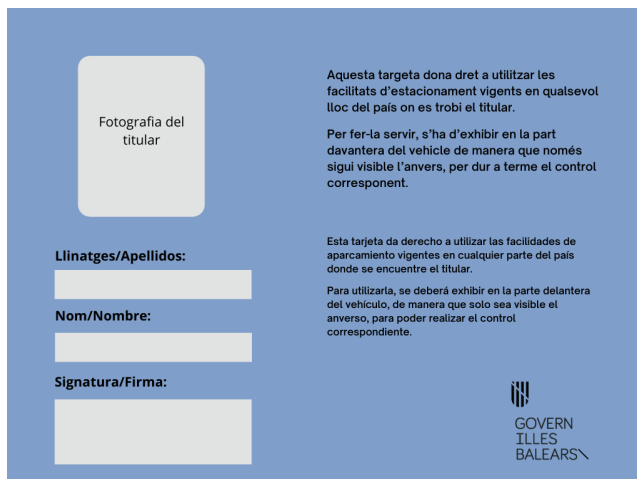 Fotografia del
titular
Llinatges/Apellidos:
Nom/Nombre:
Signatura/Firma:
Aquesta targeta dona dret a utilitzar les
facilitats d'estacionament vigents en qualsevol
lloc del país on es trobi el titular.
Per fer-la servir, s'ha d'exhibir en la part
davantera del vehicle de manera que només
sigui visible l'anvers, per dur a terme el control
corresponent.
Esta tarjeta da derecho a utilizar las facilidades de
aparcamiento vigentes en cualquier parte del país
donde se encuentre el titular.
Para utilizarla, se deberá exhibir en la parte delantera
del vehículo, de manera que solo sea visible el
anverso, para poder realizar el control
correspondiente.
GOVERN
ILLES
BALEARS